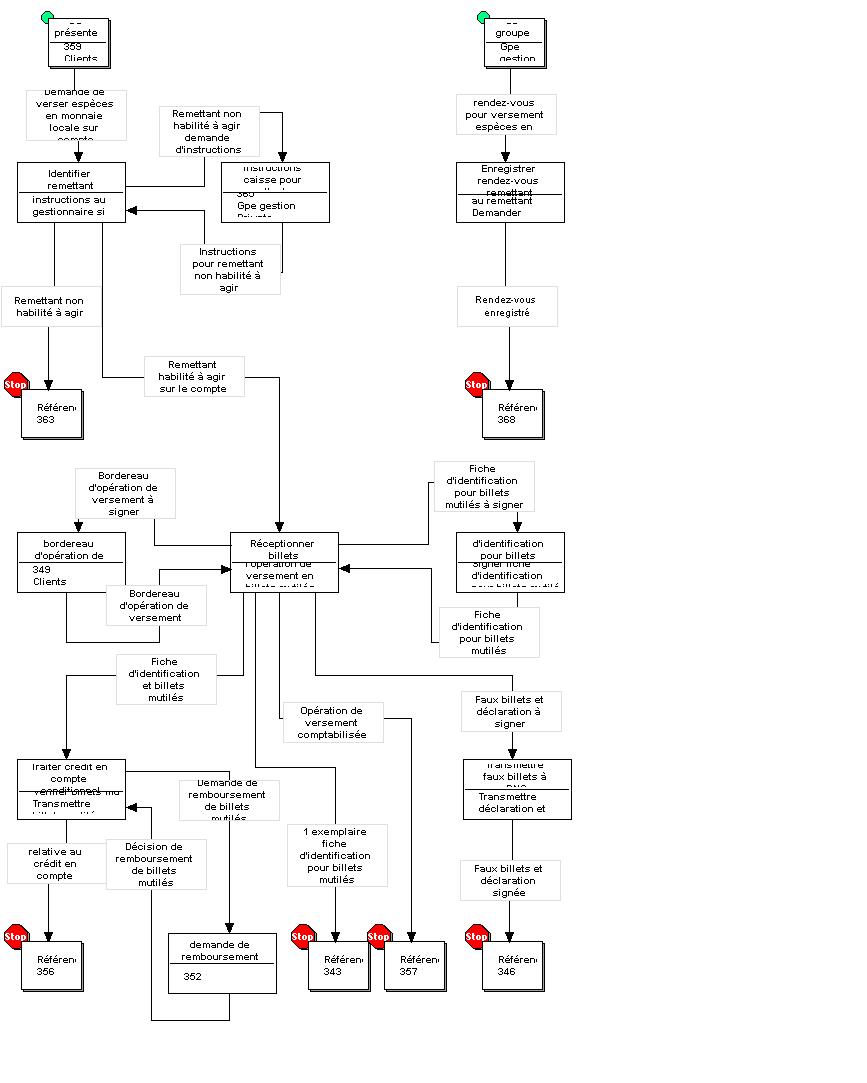 présente
359
Clients
groupe
Gpe
gestion
Demande de
verser espèces
en monnaie
locale sur
compte
Remettant non
habilité à agir
demande
d'instructions
rendez-vous
pour versement
espèces en
Identifier
remettant
instructions au
gestionnaire si
Instructions
caisse pour
365
Gpe gestion
Private
Enregistrer
rendez-vous
remettant
au remettant
Demander
Instructions
pour remettant
non habilité à
agir
Remettant non
habilité à agir
Rendez-vous
enregistré
Remettant
habilité à agir
sur le compte
Stop
Référen
363
Stop
Référen
368
Bordereau
d'opération de
versement à
signer
Fiche
d'identification
pour billets
mutilés à signer
bordereau
d'opération de
349
Clients
Réceptionner
billets
l'opération de
versement en
billets mutilés
d'identification
pour billets
Signer fiche
d'identification
pour billets mutilé
Bordereau
d'opération de
versement
Fiche
d'identification
pour billets
mutilés
Fiche
d'identification
et billets
mutilés
Opération de
versement
comptabilisée
Faux billets et
déclaration à
signer
Traiter crédit en
compte
conditionnel
Vérifier billets mu
Transmettre
Demande de
remboursement
de billets
mutilés
Transmettre
faux billets à
Transmettre
déclaration et
relative au
crédit en
compte
Décision de
remboursement
de billets
mutilés
1 exemplaire
fiche
d'identification
pour billets
mutilés
Faux billets et
déclaration
signée
Stop
Référen
356
demande de
remboursement
352
Stop
Référen
343
Stop
Référen
357
Stop
Référen
346